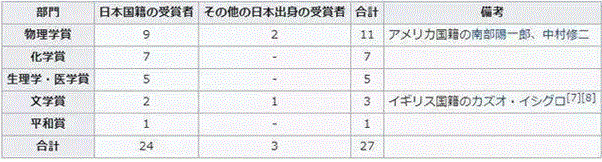 部門 日本国籍の受賞者 その他の日本出身の受賞者 合計 備考
物理学賞 9 2 11 アメリカ国籍の南部陽一郎、中村修二
化学賞 7 - 7
生理学・医学賞 5 - 5
文学賞 2 1 3 イギリス国籍のカズオ・イシグロ[7][8]
平和賞 1 - 1
合計 24 3 27